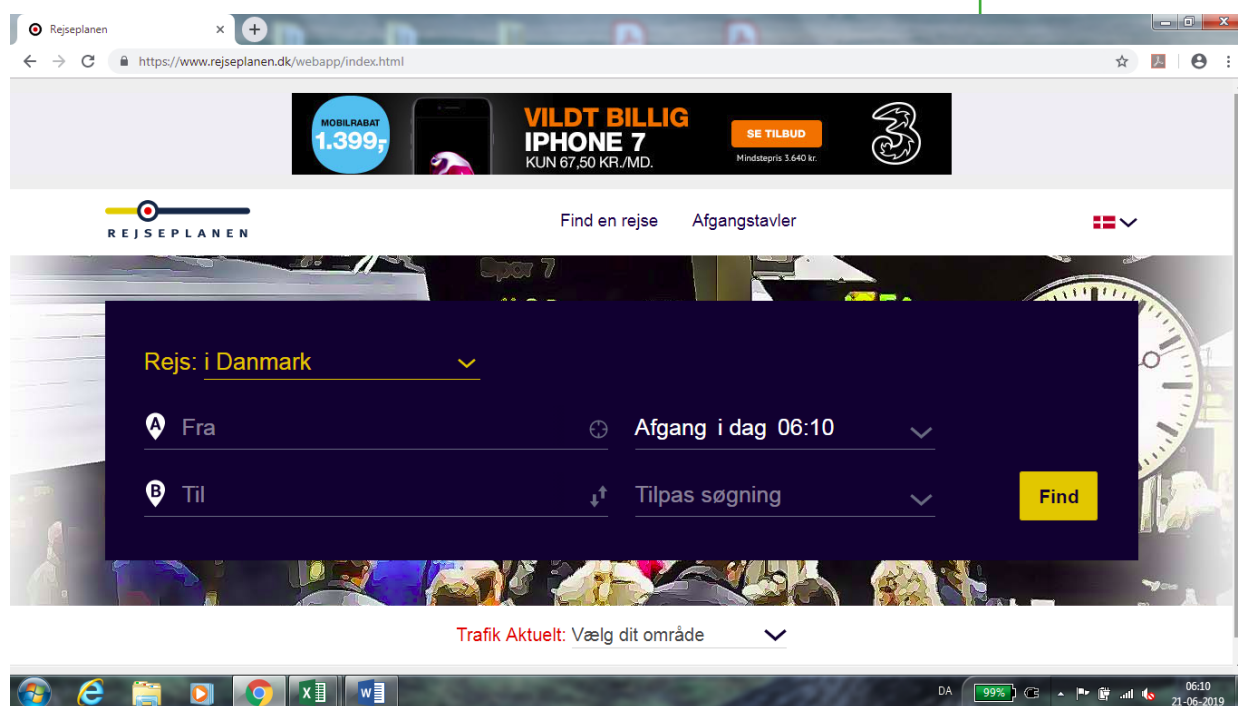 Rejseplanen
https://www.rejseplanen.dk/webapp/index.html
MOBILRABAT
1.399,-
VILDT BILLIG
IPHONE 7
KUN 67,50 KR./MD.
SE TILBUD
Mindstepris 3.640 kr.
3
REJSEPLANEN
Find en rejse Afgangstavler
Spor 7
Rejs: i Danmark
A Fra
Afgang i dag 06:10
B Til
Tilpas søgning
Find
Trafik Aktuelt: Vælg dit område
DA 99% 06:10
21-06-2019